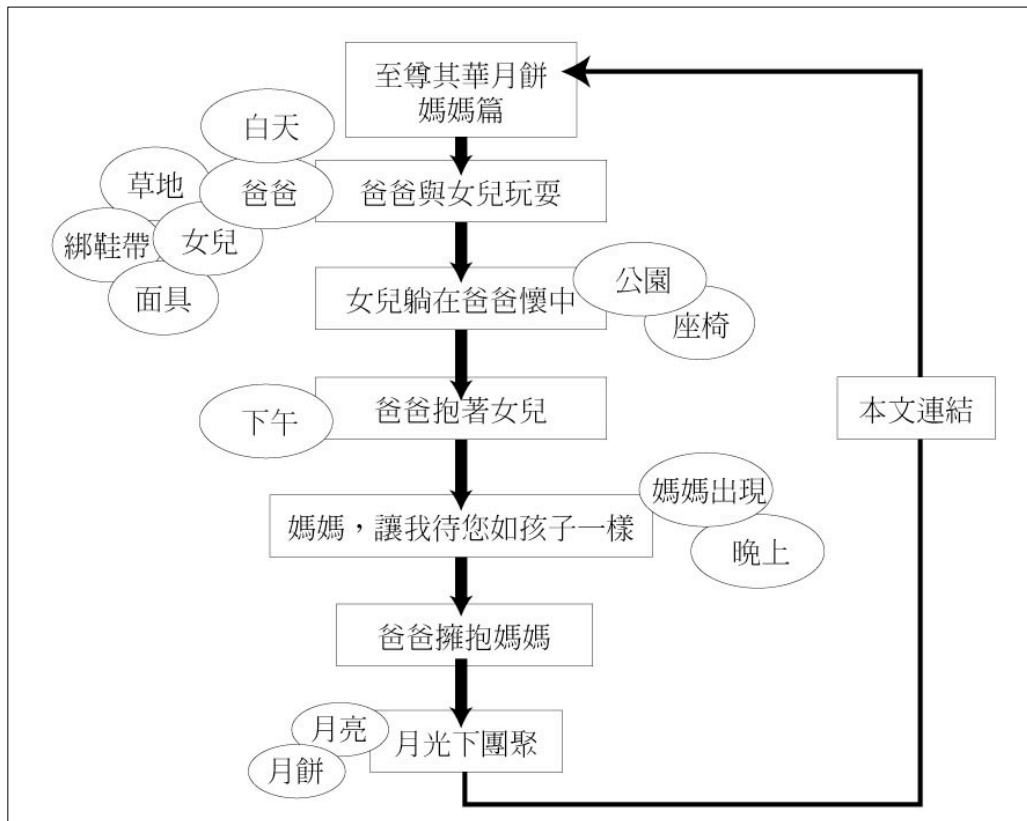 至尊其華月餅
媽媽篇
白天
草地
爸爸
爸爸與女兒玩耍
綁鞋帶
女兒
面具
女兒躺在爸爸懷中
公園
座椅
下午
爸爸抱著女兒
本文連結
媽媽，讓我待您如孩子一樣
媽媽出現
晚上
爸爸擁抱媽媽
月亮
月餅
月光下團聚